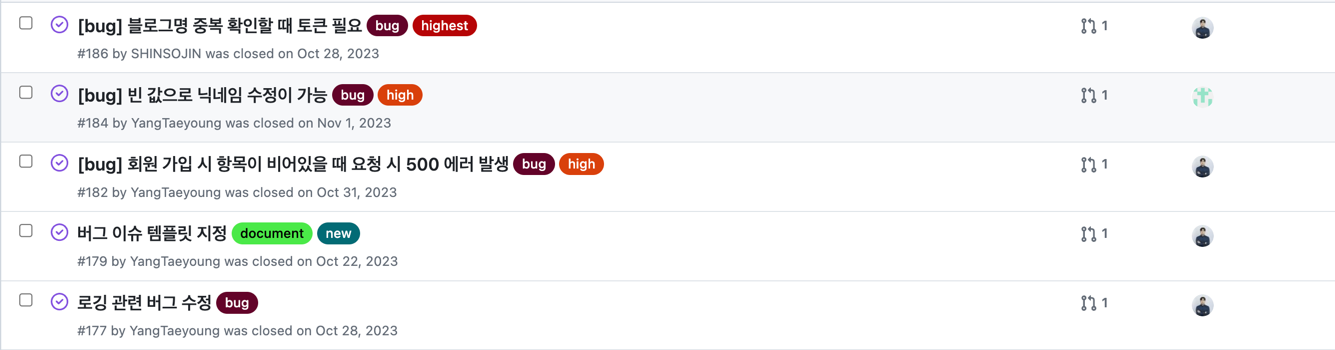 [bug] 블로그명 중복 확인할 때 토큰 필요 bug highest 1
#186 by SHINSOJIN was closed on Oct 28, 2023
[bug] 빈 값으로 닉네임 수정이 가능 bug high 1
#184 by YangTaeyoung was closed on Nov 1, 2023
[bug] 회원 가입 시 항목이 비어있을 때 요청 시 500 에러 발생 bug high 1
#182 by YangTaeyoung was closed on Oct 31, 2023
버그 이슈 템플릿 지정 document new 1
#179 by YangTaeyoung was closed on Oct 22, 2023
로깅 관련 버그 수정 bug 1
#177 by YangTaeyoung was closed on Oct 28, 2023